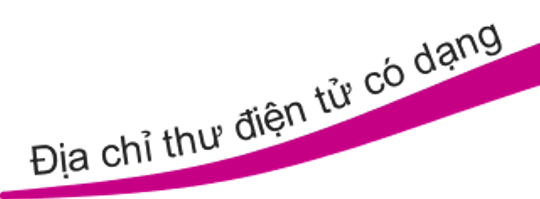 Địa chỉ thư điện tử có dạng